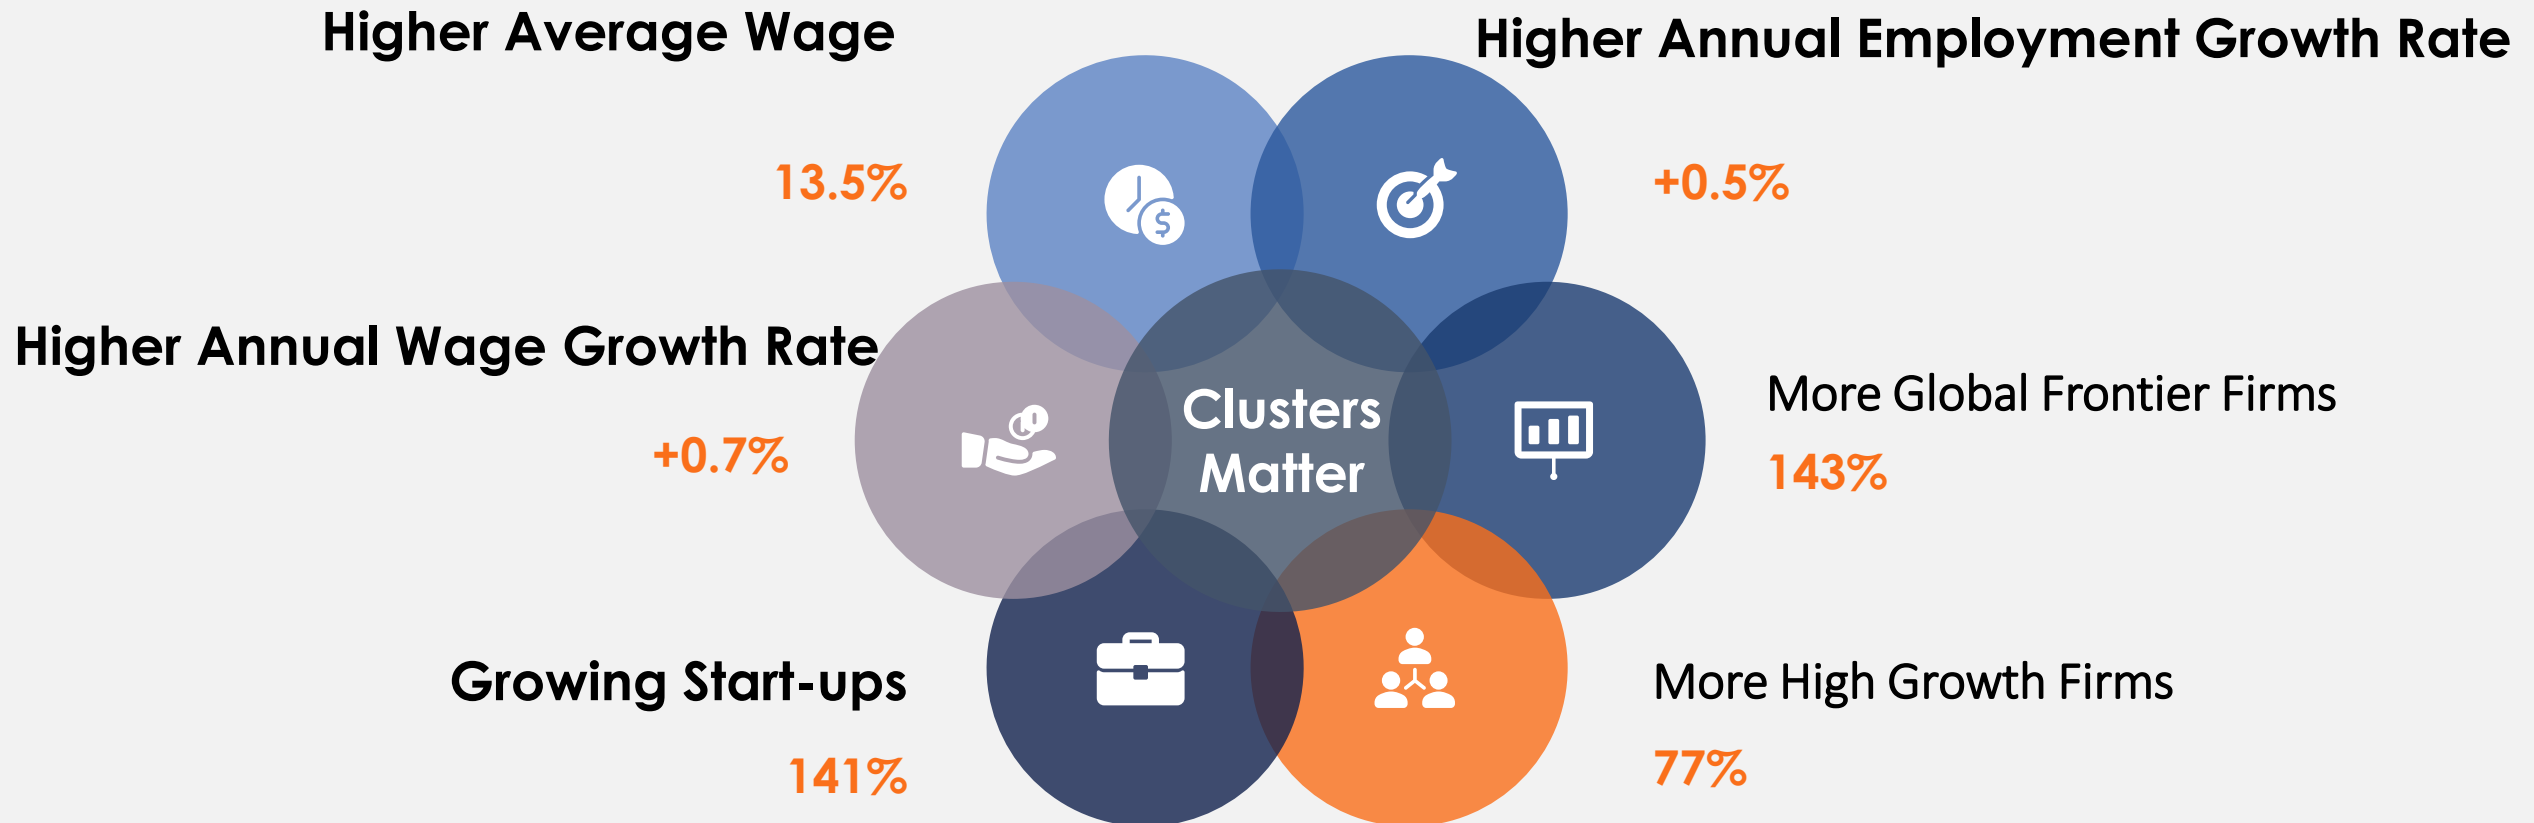 Higher Average Wage
13.5%
Higher Annual Employment Growth Rate
+0.5%
Higher Annual Wage Growth Rate
+0.7%
Clusters
Matter
More Global Frontier Firms
143%
Growing Start-ups
141%
More High Growth Firms
77%
$